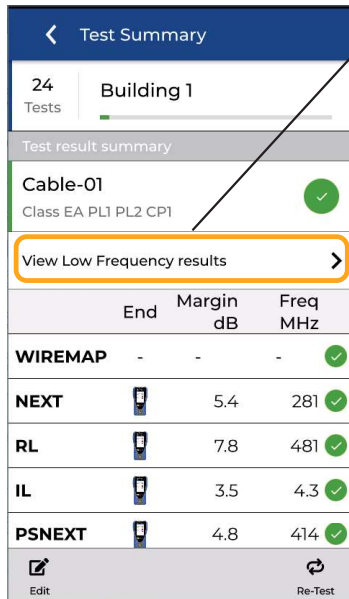 Test Summary
24
Tests
Building 1
Test result summary
Cable-01
Class EA PL1 PL2 CP1
View Low Frequency results
End Margin dB Freq MHz
WIREMAP - - -
NEXT 5.4 281
RL 7.8 481
IL 3.5 4.3
PSNEXT 4.8 414
Edit Re-Test